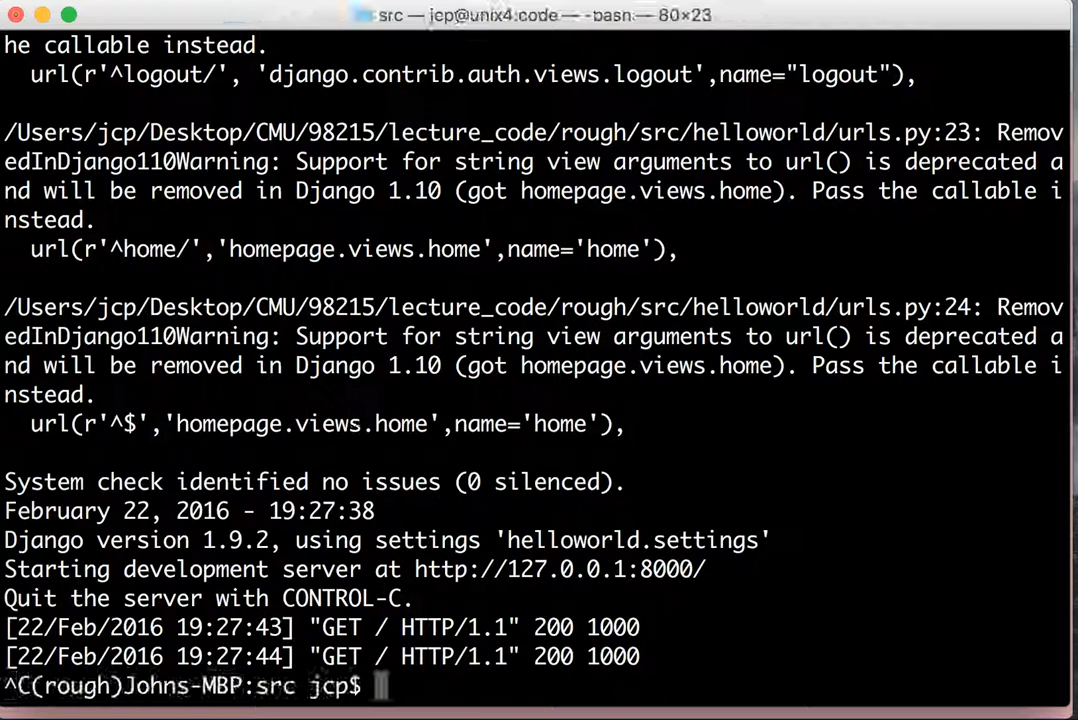 src — jcp@unix4:code — -bash — 80×23
he callable instead.
  url(r'^logout/', 'django.contrib.auth.views.logout',name="logout"),
/Users/jcp/Desktop/CMU/98215/lecture_code/rough/src/helloworld/urls.py:23: Remov
edInDjango110Warning: Support for string view arguments to url() is deprecated a
nd will be removed in Django 1.10 (got homepage.views.home). Pass the callable i
nstead.
  url(r'^home/','homepage.views.home',name='home'),
/Users/jcp/Desktop/CMU/98215/lecture_code/rough/src/helloworld/urls.py:24: Remov
edInDjango110Warning: Support for string view arguments to url() is deprecated a
nd will be removed in Django 1.10 (got homepage.views.home). Pass the callable i
nstead.
  url(r'^$','homepage.views.home',name='home'),
System check identified no issues (0 silenced).
February 22, 2016 - 19:27:38
Django version 1.9.2, using settings 'helloworld.settings'
Starting development server at http://127.0.0.1:8000/
Quit the server with CONTROL-C.
[22/Feb/2016 19:27:43] "GET / HTTP/1.1" 200 1000
[22/Feb/2016 19:27:44] "GET / HTTP/1.1" 200 1000
^C(rough)Johns-MBP:src jcp$